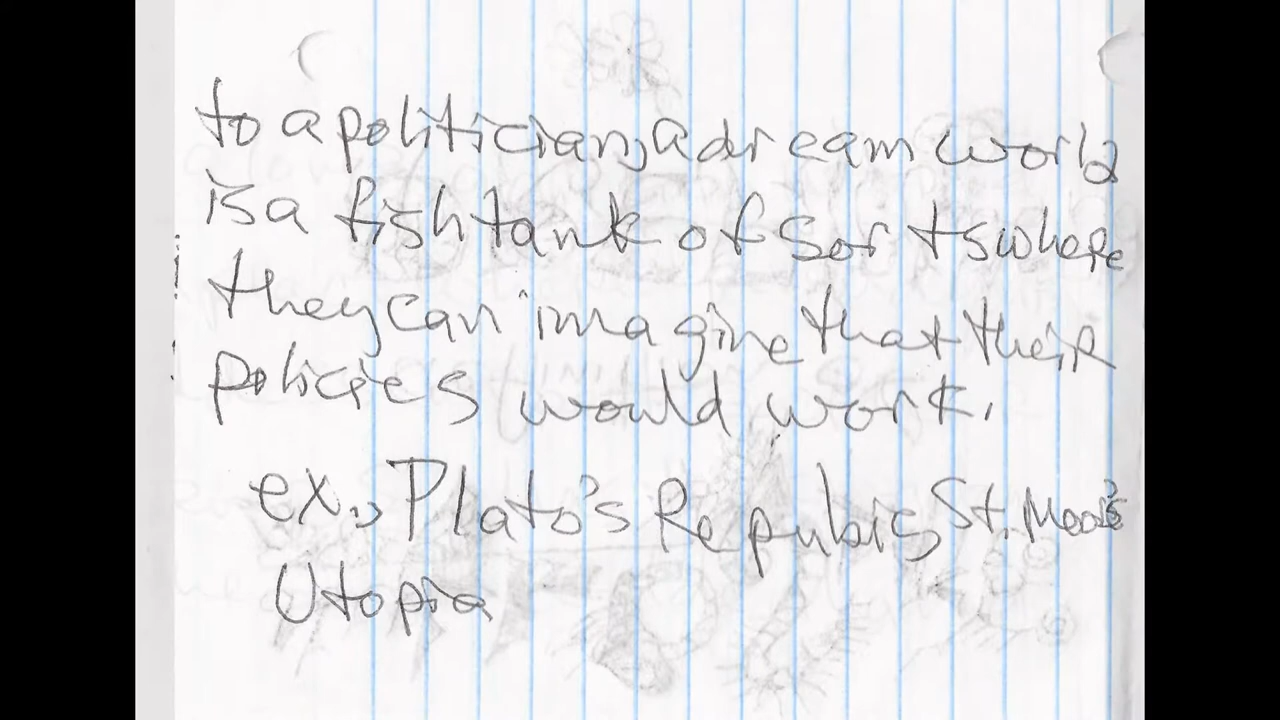 to a politician, a dream world
is a fish tank of sorts where
they can imagine that their
policies would work.
ex., Plato's Republic, St. Moore's
Utopia